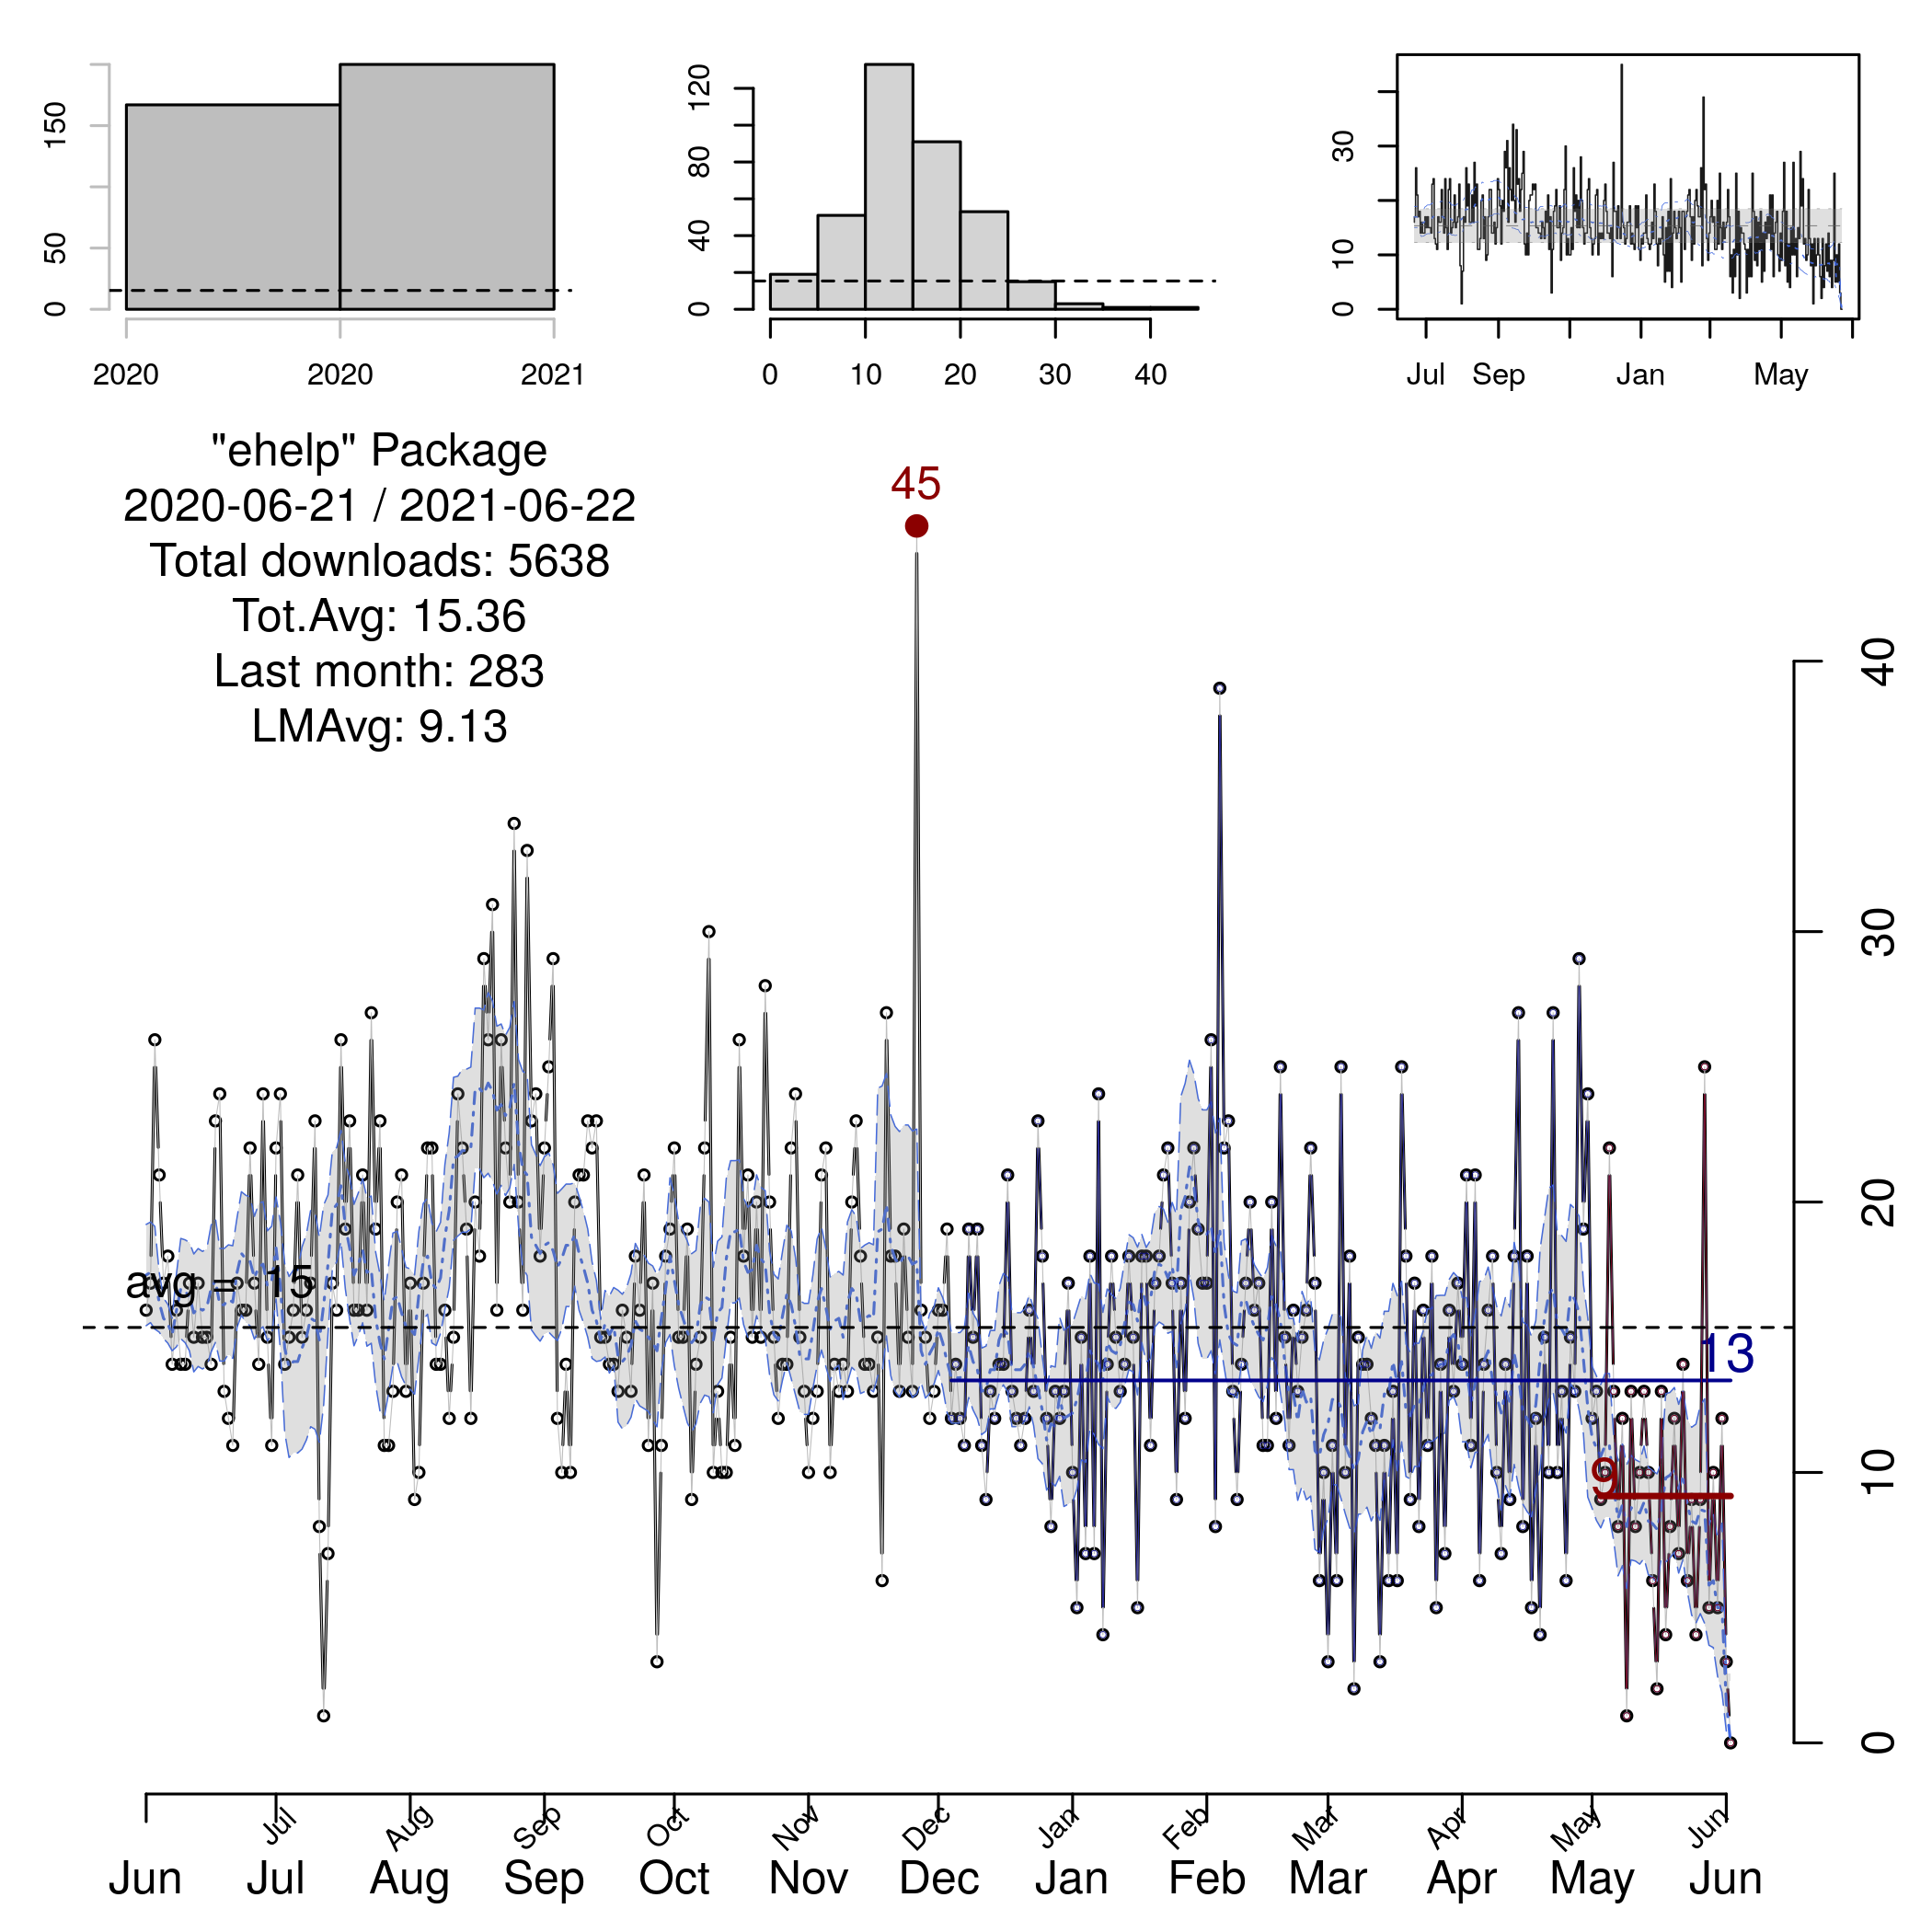 0 50 150
2020 2020 2021
0 40 80 120
0 10 20 30 40
0 10 30
Jul Sep Jan May
"ehelp" Package
2020-06-21 / 2021-06-22
Total downloads: 5638
Tot.Avg: 15.36
Last month: 283
LMAvg: 9.13
45
avg = 15
13
9
0 10 20 30 40
Jul Aug Sep Oct Nov Dec Jan Feb Mar Apr May Jun
Jun Jul Aug Sep Oct Nov Dec Jan Feb Mar Apr May Jun